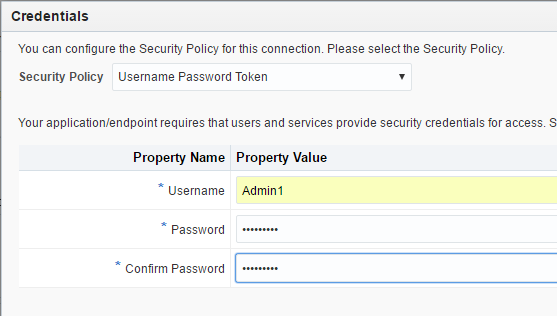 Credentials
You can configure the Security Policy for this connection. Please select the Security Policy.
Security Policy Username Password Token
Your application/endpoint requires that users and services provide security credentials for access. S
Property Name Property Value
* Username Admin1
* Password •••••••••
* Confirm Password •••••••••